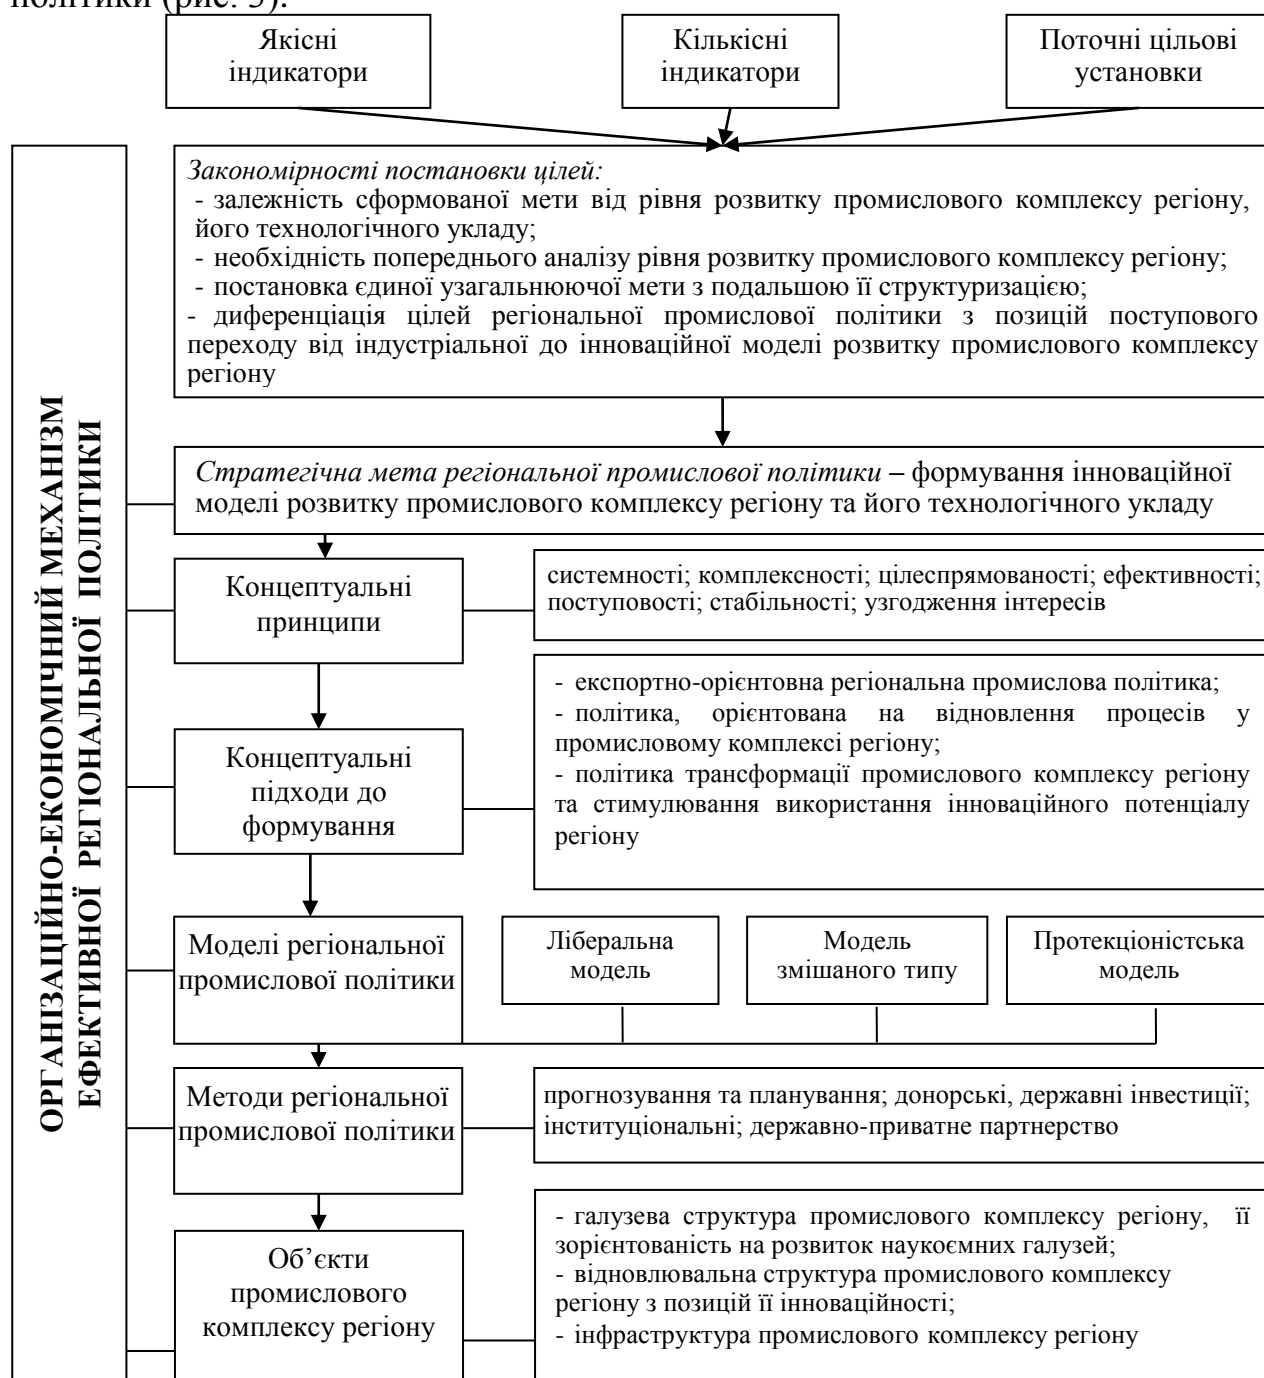 політики (рис. 3).
Якісні
індикатори
Кількісні
індикатори
Поточні цільові
установки
ОРГАНІЗАЦІЙНО-ЕКОНОМІЧНИЙ МЕХАНІЗМ
ЕФЕКТИВНОЇ РЕГІОНАЛЬНОЇ ПОЛІТИКИ
Закономірності постановки цілей:
- залежність сформованої мети від рівня розвитку промислового комплексу регіону,
його технологічного укладу;
- необхідність попереднього аналізу рівня розвитку промислового комплексу регіону;
- постановка єдиної узагальнюючої мети з подальшою її структуризацією;
- диференціація цілей регіональної промислової політики з позицій поступового
переходу від індустріальної до інноваційної моделі розвитку промислового комплексу
регіону
Стратегічна мета регіональної промислової політики – формування інноваційної
моделі розвитку промислового комплексу регіону та його технологічного укладу
Концептуальні
принципи
системності; комплексності; цілеспрямованості; ефективності;
поступовості; стабільності; узгодження інтересів
Концептуальні
підходи до
формування
- експортно-орієнтовна регіональна промислова політика;
- політика, орієнтована на відновлення процесів у
промисловому комплексі регіону;
- політика трансформації промислового комплексу регіону
та стимулювання використання інноваційного потенціалу
регіону
Моделі регіональної
промислової політики
Ліберальна
модель
Модель
змішаного типу
Протекціоністська
модель
Методи регіональної
промислової політики
прогнозування та планування; донорські, державні інвестиції;
інституціональні; державно-приватне партнерство
Об’єкти
промислового
комплексу регіону
- галузева структура промислового комплексу регіону, її
зорієнтованість на розвиток наукоємних галузей;
- відновлювальна структура промислового комплексу
регіону з позицій її інноваційності;
- інфраструктура промислового комплексу регіону